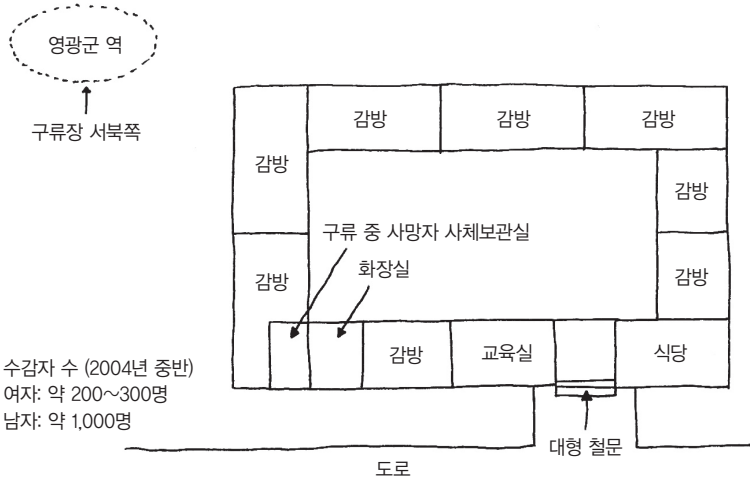 영광군 역
구류장 서북쪽
감방
감방
감방
감방
감방
구류 중 사망자 사체보관실
화장실
감방
감방
감방
교육실
식당
수감자 수 (2004년 중반)
여자: 약 200~300명
남자: 약 1,000명
대형 철문
도로